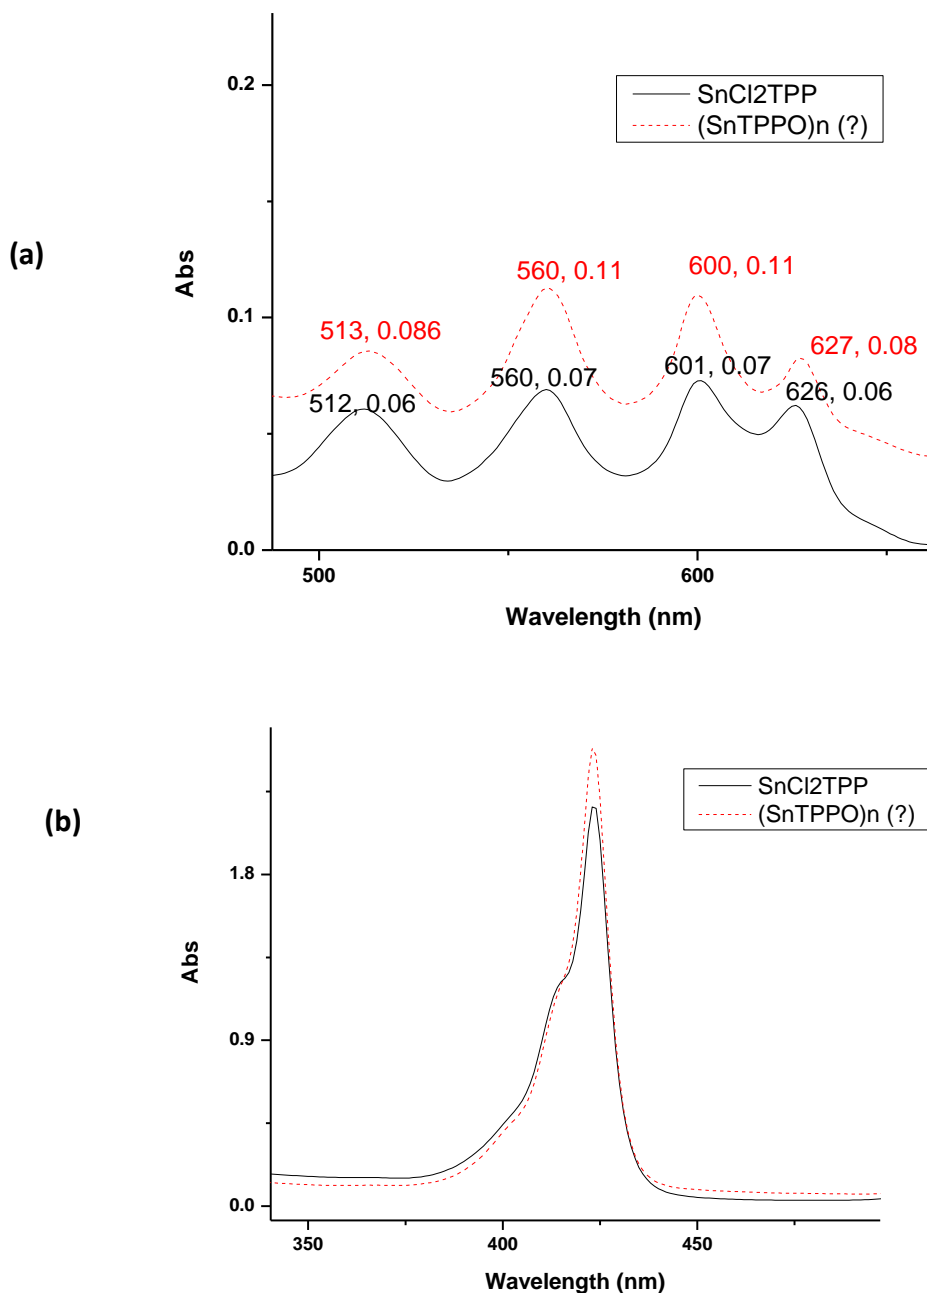 0.2
SnCl2TPP
(SnTPPO)n (?)
(a)
Abs
560, 0.11
600, 0.11
513, 0.086
0.1
627, 0.08
560, 0.07
601, 0.07
626, 0.06
512, 0.06
0.0
500
600
Wavelength (nm)
SnCl2TPP
(SnTPPO)n (?)
(b)
1.8
Abs
0.9
0.0
350
400
450
Wavelength (nm)